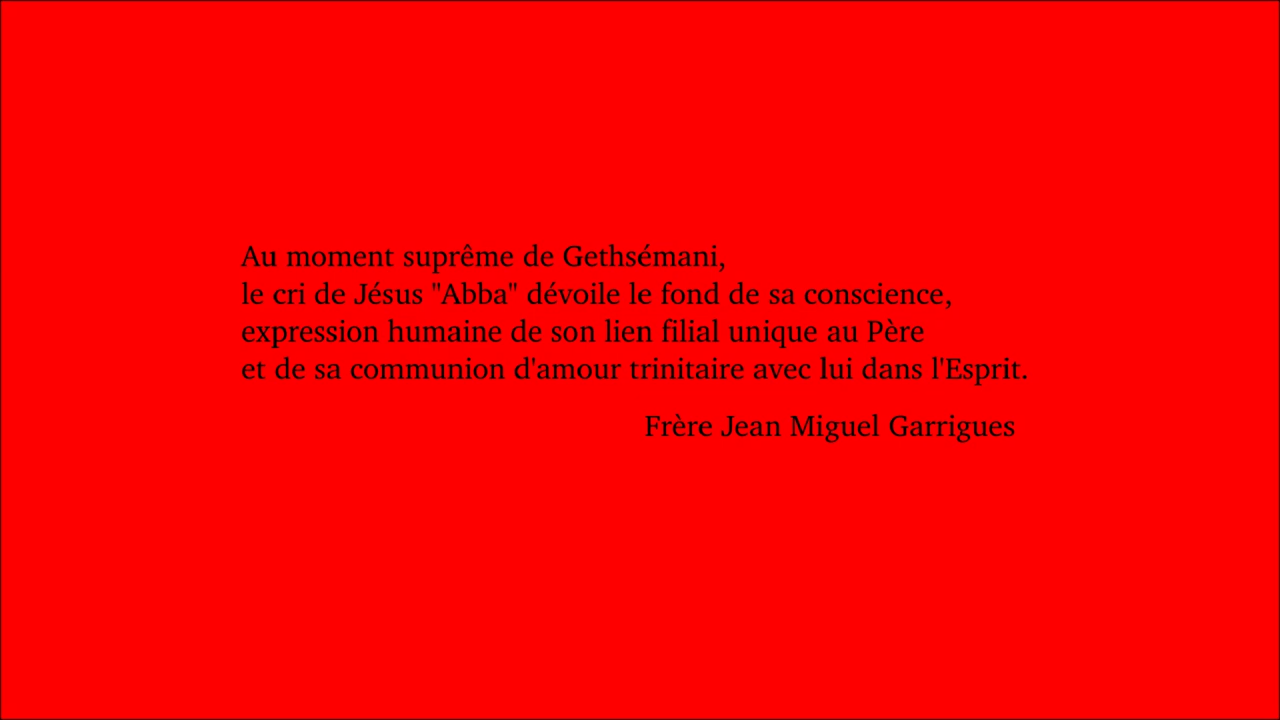 Au moment suprême de Gethsémani,
le cri de Jésus "Abba" dévoile le fond de sa conscience,
expression humaine de son lien filial unique au Père
et de sa communion d'amour trinitaire avec lui dans l'Esprit.
Frère Jean Miguel Garrigues